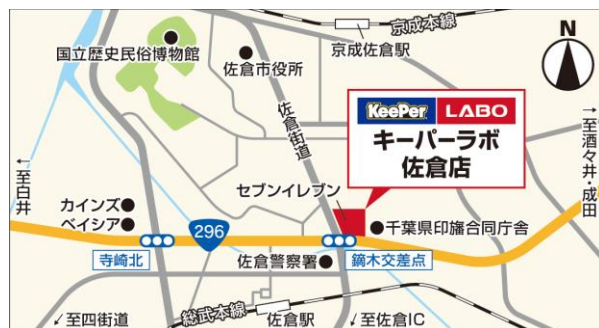 京成本線
京成佐倉駅
国立歴史民俗博物館
佐倉市役所
N
佐倉街道
KeePer LABO
キーパーラボ
佐倉店
→至酒々井・成田
←至白井
カインズ
ベイシア
セブンイレブン
千葉県印旛合同庁舎
296
寺崎北
佐倉警察署
鏑木交差点
総武本線
佐倉駅
↙至四街道
↙至佐倉IC